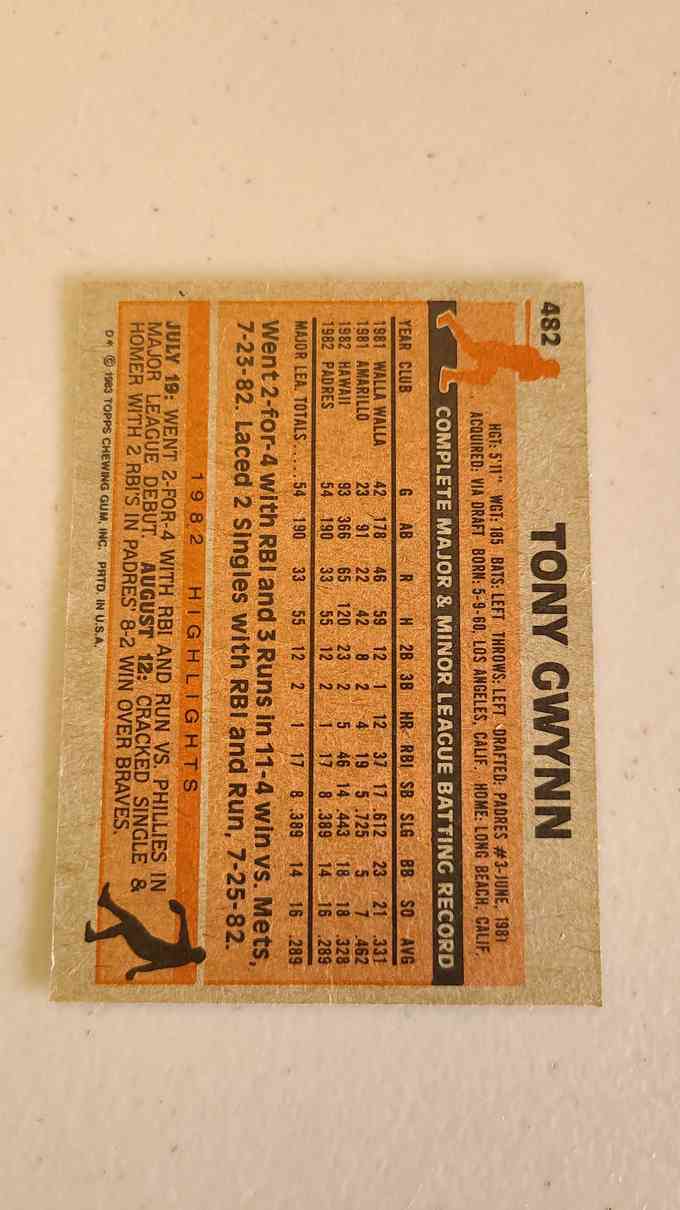 482
TONY GWYNN
HGT: 5'11" WGT: 185 BATS: LEFT THROWS: LEFT DRAFTED: PADRES #3-JUNE, 1981
ACQUIRED: VIA DRAFT BORN: 5-9-60, LOS ANGELES, CALIF. HOME: LONG BEACH, CALIF.
COMPLETE MAJOR & MINOR LEAGUE BATTING RECORD
YEAR CLUB G AB R H 2B 3B HR RBI SB SLG BB SO AVG
1981 WALLA WALLA 42 178 46 59 12 1 12 37 17 .612 23 21 .331
1981 AMARILLO 23 91 22 42 8 2 4 19 5 .725 5 7 .462
1982 HAWAII 93 366 65 120 23 2 5 46 14 .443 18 18 .328
1982 PADRES 54 190 33 55 12 2 1 17 8 .389 14 16 .289
MAJOR LEA. TOTALS..... 54 190 33 55 12 2 1 17 8 .389 14 16 .289
Went 2-for-4 with RBI and 3 Runs in 11-4 win vs. Mets,
7-23-82. Laced 2 Singles with RBI and Run, 7-25-82.
1982 HIGHLIGHTS
JULY 19: WENT 2-FOR-4 WITH RBI AND RUN VS. PHILLIES IN
MAJOR LEAGUE DEBUT. AUGUST 12: CRACKED SINGLE &
HOMER WITH 2 RBI'S IN PADRES' 8-2 WIN OVER BRAVES.
D* © 1983 TOPPS CHEWING GUM, INC. PRTD. IN U.S.A.